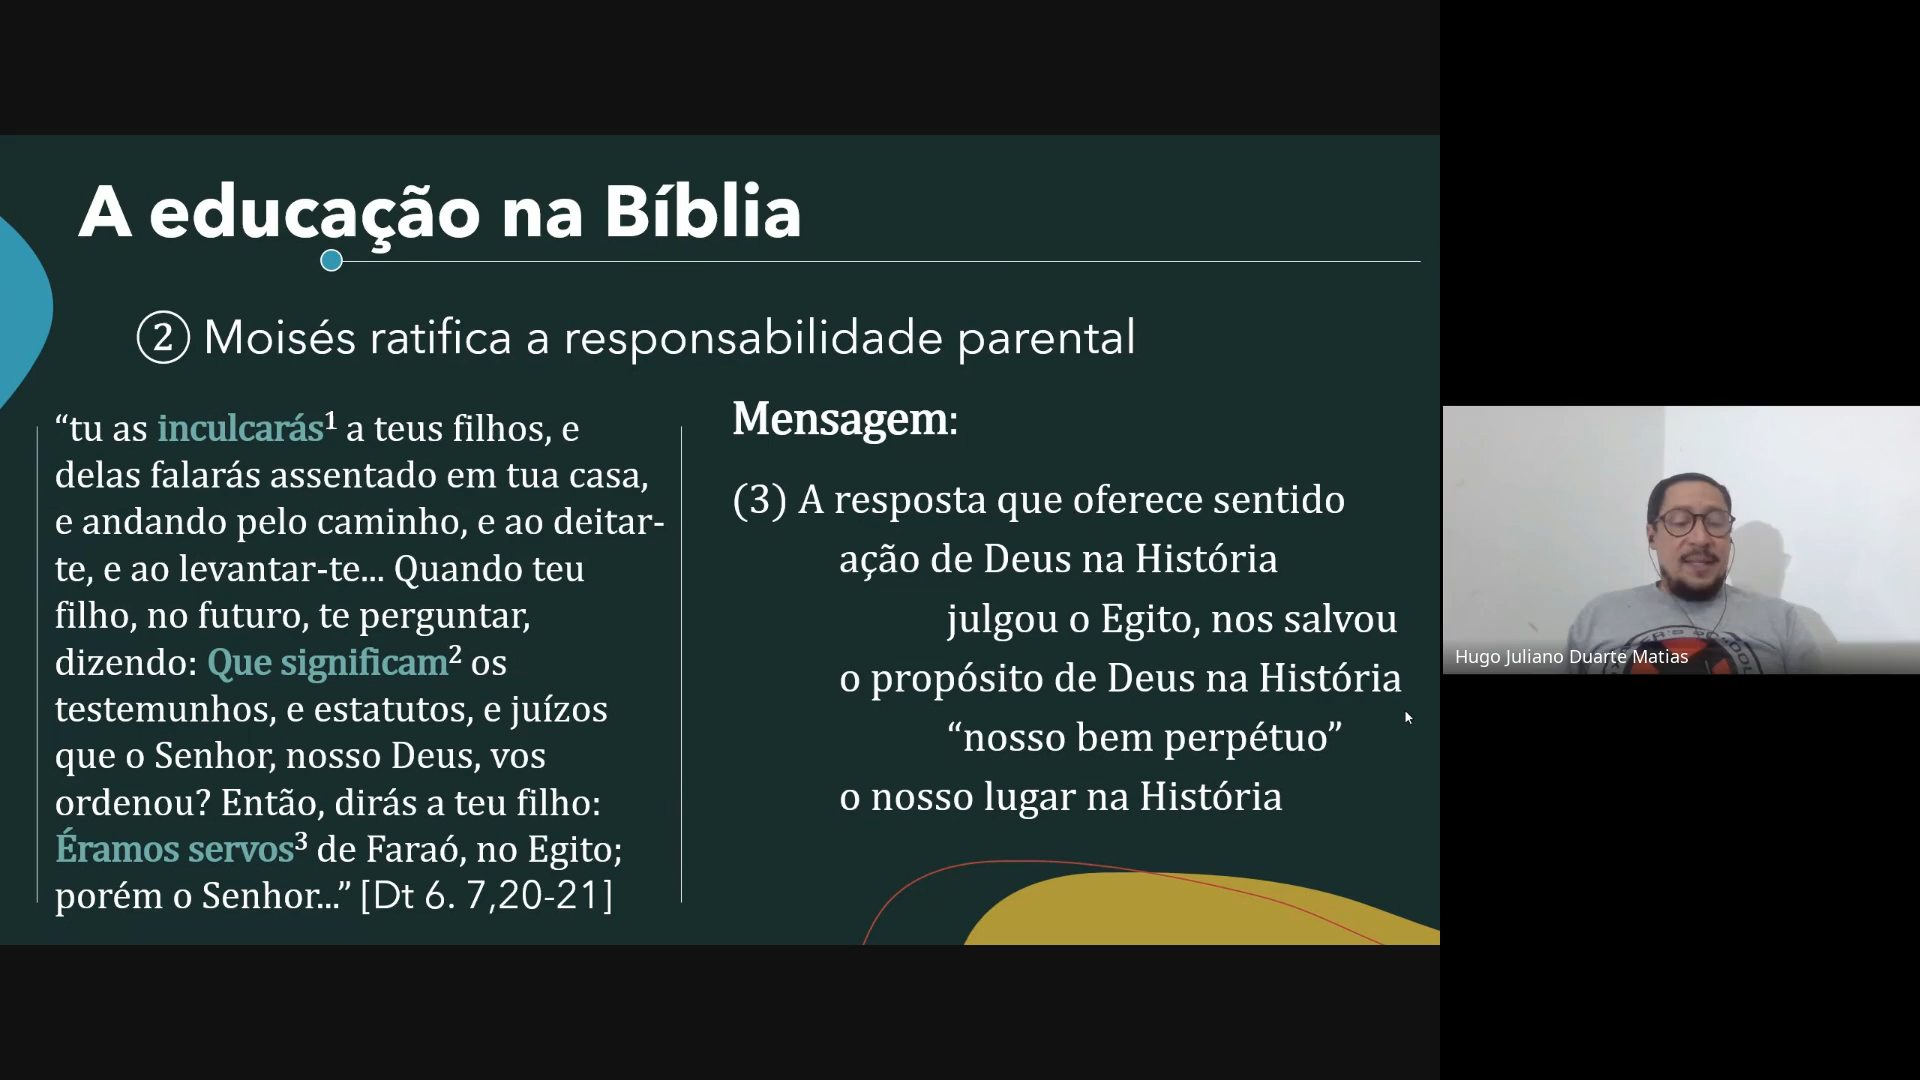 A educação na Bíblia
② Moisés ratifica a responsabilidade parental
“tu as inculcarás¹ a teus filhos, e
delas falarás assentado em tua casa,
e andando pelo caminho, e ao deitar-
te, e ao levantar-te... Quando teu
filho, no futuro, te perguntar,
dizendo: Que significam² os
testemunhos, e estatutos, e juízos
que o Senhor, nosso Deus, vos
ordenou? Então, dirás a teu filho:
Éramos servos³ de Faraó, no Egito;
porém o Senhor...” [Dt 6. 7,20-21]
Mensagem:
(3) A resposta que oferece sentido
ação de Deus na História
julgou o Egito, nos salvou
o propósito de Deus na História
“nosso bem perpétuo”
o nosso lugar na História
Hugo Juliano Duarte Matias